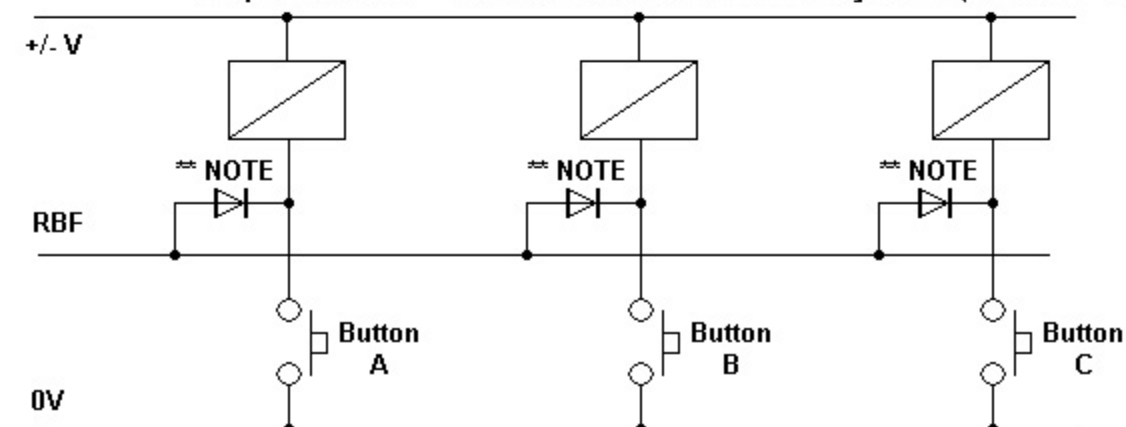 +/- V
** NOTE ** NOTE ** NOTE
RBF
Button Button Button
A B C
0V